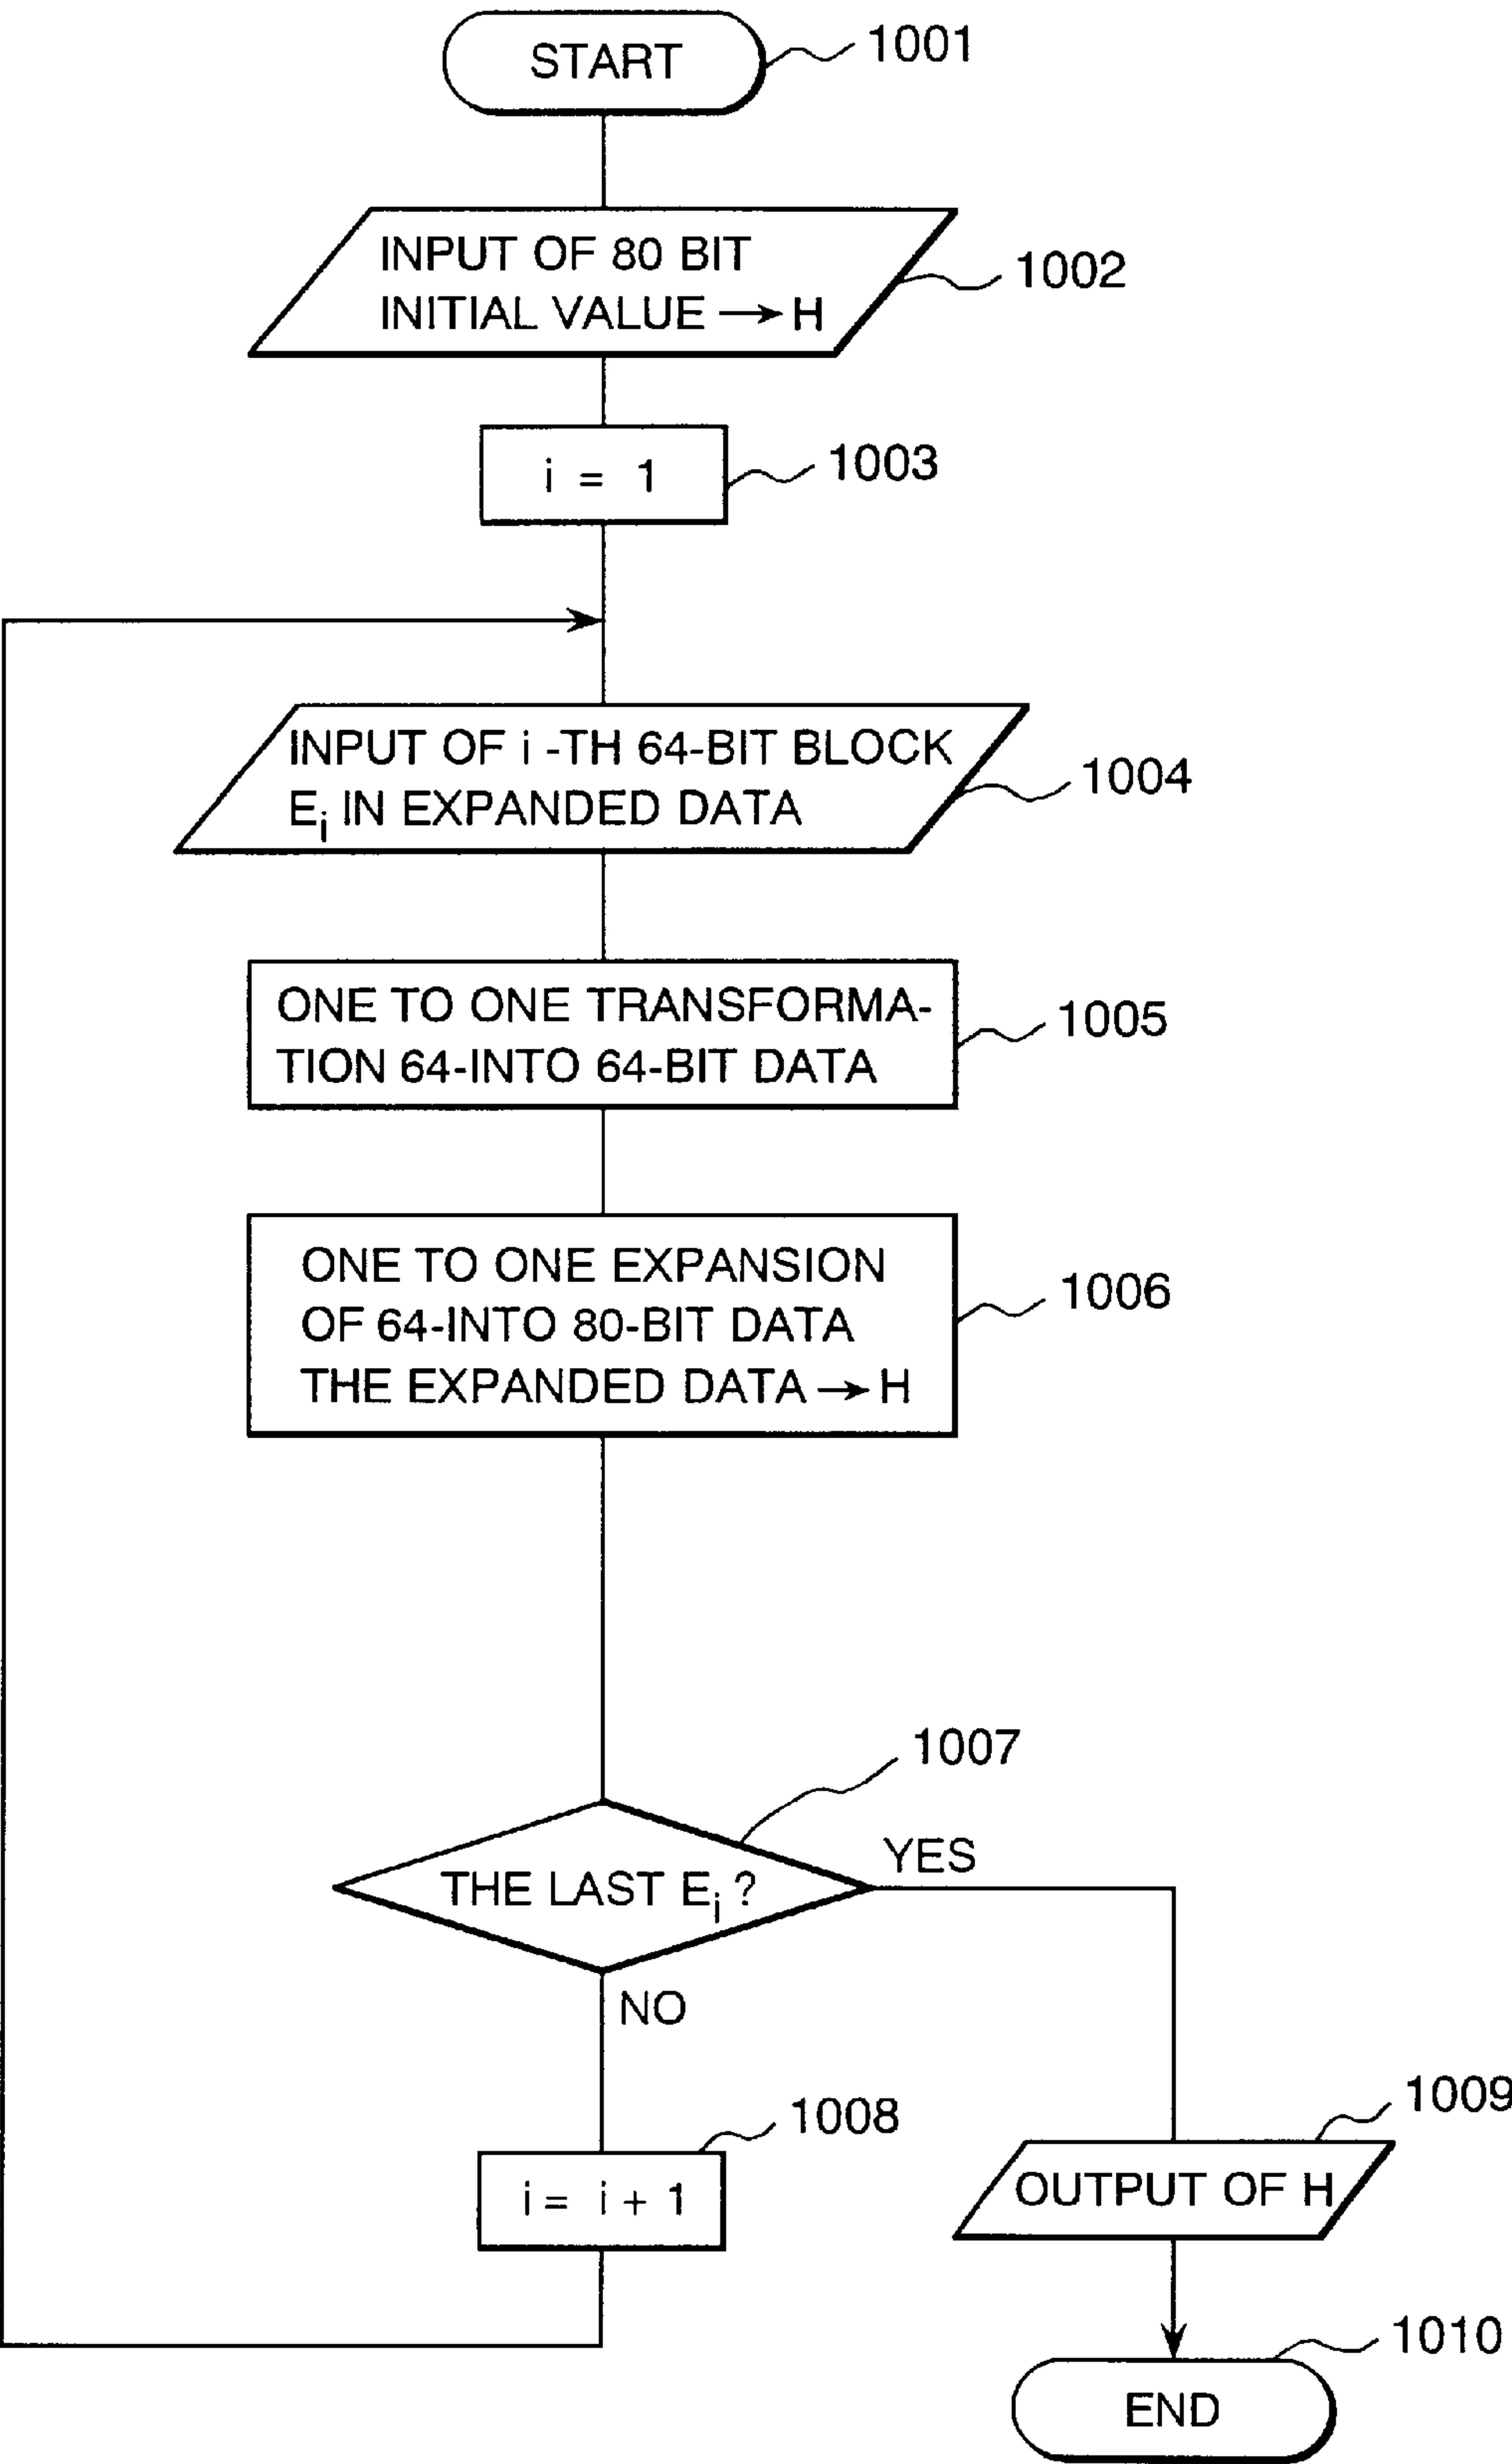 START
1001
INPUT OF 80 BIT
INITIAL VALUE → H
1002
i = 1
1003
INPUT OF i -TH 64-BIT BLOCK
Ei IN EXPANDED DATA
1004
ONE TO ONE TRANSFORMA-
TION 64-INTO 64-BIT DATA
1005
ONE TO ONE EXPANSION
OF 64-INTO 80-BIT DATA
THE EXPANDED DATA → H
1006
1007
THE LAST Ei ?
YES
NO
1008
i = i + 1
1009
OUTPUT OF H
1010
END